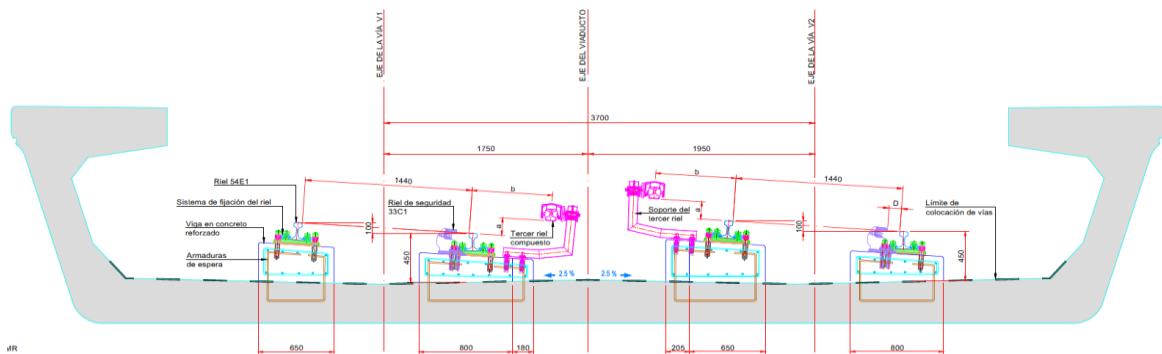 EJE DE LA VÍA V1
EJE DEL VIADUCTO
EJE DE LA VÍA V2
3700
1750
1950
Riel 54E1
1440
b
b
1440
Sistema de fijación del riel
Riel de seguridad
33C1
Soporte del
tercer riel
D
Límite de
colocación de vías
Viga en concreto
reforzado
100
a
Tercer riel
compuesto
a
100
Armaduras
de espera
450
2.5 %
2.5 %
450
650
800
180
205
650
800
MR